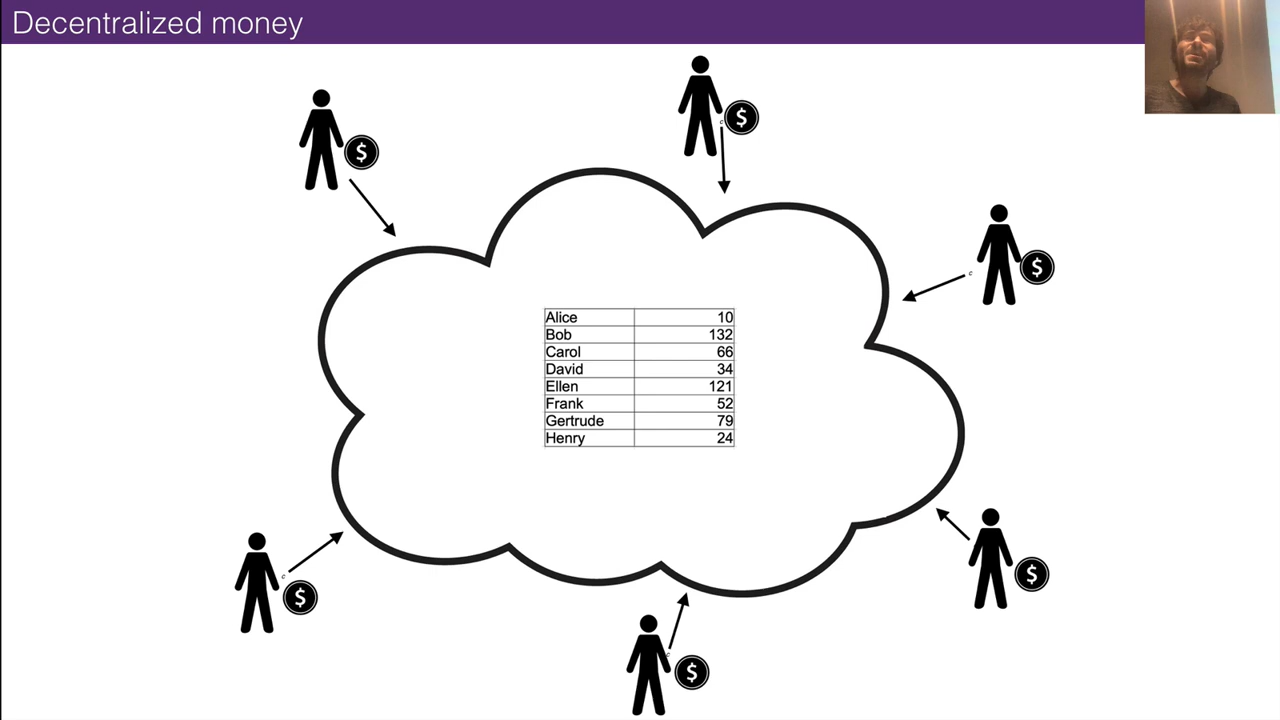 Decentralized money
$
$
$
Alice 10
Bob 132
Carol 66
David 34
Ellen 121
Frank 52
Gertrude 79
Henry 24
$
$
$
c
c
c
c